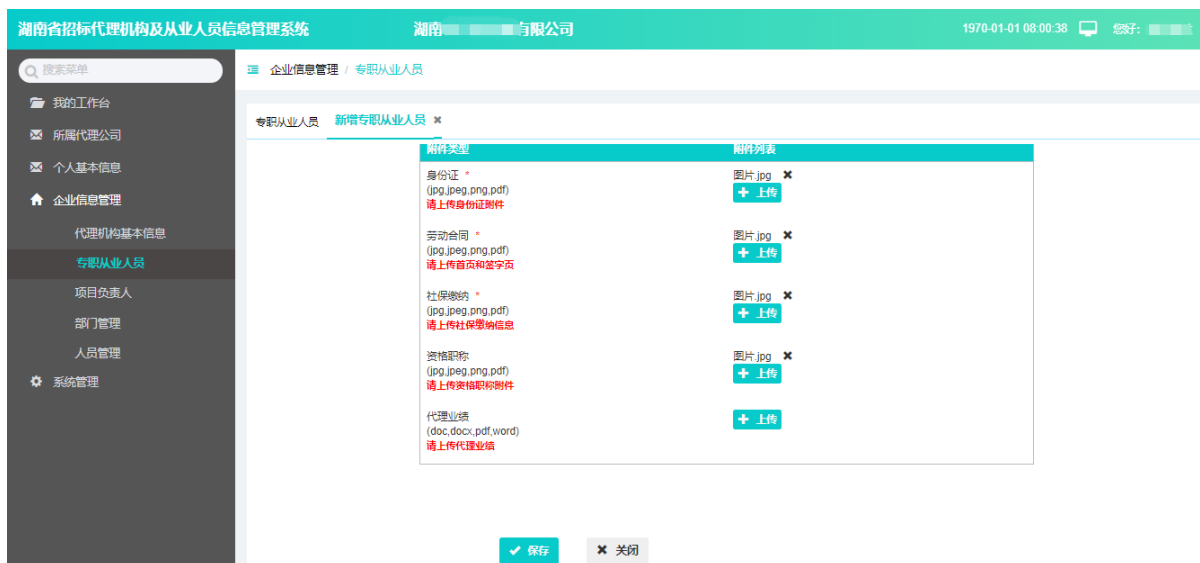 湖南省招标代理机构及从业人员信息管理系统
湖南
有限公司
1970-01-01 08:00:38
您好:
搜索菜单
企业信息管理 / 专职从业人员
我的工作台
所属代理公司
个人基本信息
企业信息管理
代理机构基本信息
专职从业人员
项目负责人
部门管理
人员管理
系统管理
专职从业人员
新增专职从业人员
附件类型
附件列表
身份证 *
(jpg,jpeg,png,pdf)
请上传身份证附件
图片.jpg
上传
劳动合同 *
(jpg,jpeg,png,pdf)
请上传首页和签字页
图片.jpg
上传
社保缴纳 *
(jpg,jpeg,png,pdf)
请上传社保缴纳信息
图片.jpg
上传
资格职称
(jpg,jpeg,png,pdf)
请上传资格职称附件
图片.jpg
上传
代理业绩
(doc,docx,pdf,word)
请上传代理业绩
上传
保存
关闭